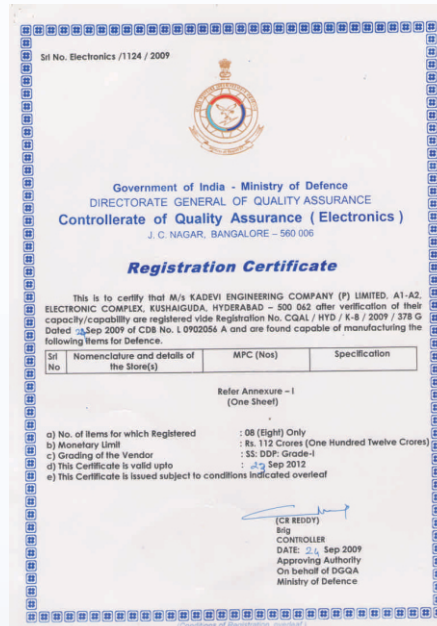 Srl No. Electronics /1124 / 2009
Government of India - Ministry of Defence
DIRECTORATE GENERAL OF QUALITY ASSURANCE
Controllerate of Quality Assurance ( Electronics )
J. C. NAGAR, BANGALORE – 560 006
Registration Certificate
This is to certify that M/s KADEVI ENGINEERING COMPANY (P) LIMITED, A1-A2,
ELECTRONIC COMPLEX, KUSHAIGUDA, HYDERABAD – 500 062 after verification of their
capacity/capability are registered vide Registration No. CQAL / HYD / K-8 / 2009 / 378 G
Dated Sep 2009 of CDB No. L 0902056 A and are found capable of manufacturing the
following items for Defence.
Srl No Nomenclature and details of the Store(s) MPC (Nos) Specification
Refer Annexure – I
(One Sheet)
a) No. of items for which Registered : 08 (Eight) Only
b) Monetary Limit : Rs. 112 Crores (One Hundred Twelve Crores)
c) Grading of the Vendor : SS: DDP: Grade-I
d) This Certificate is valid upto : 23 Sep 2012
e) This Certificate is issued subject to conditions indicated overleaf
(CR REDDY)
Brig
CONTROLLER
DATE: 24 Sep 2009
Approving Authority
On behalf of DGQA
Ministry of Defence
(Conditions of Registration overleaf)